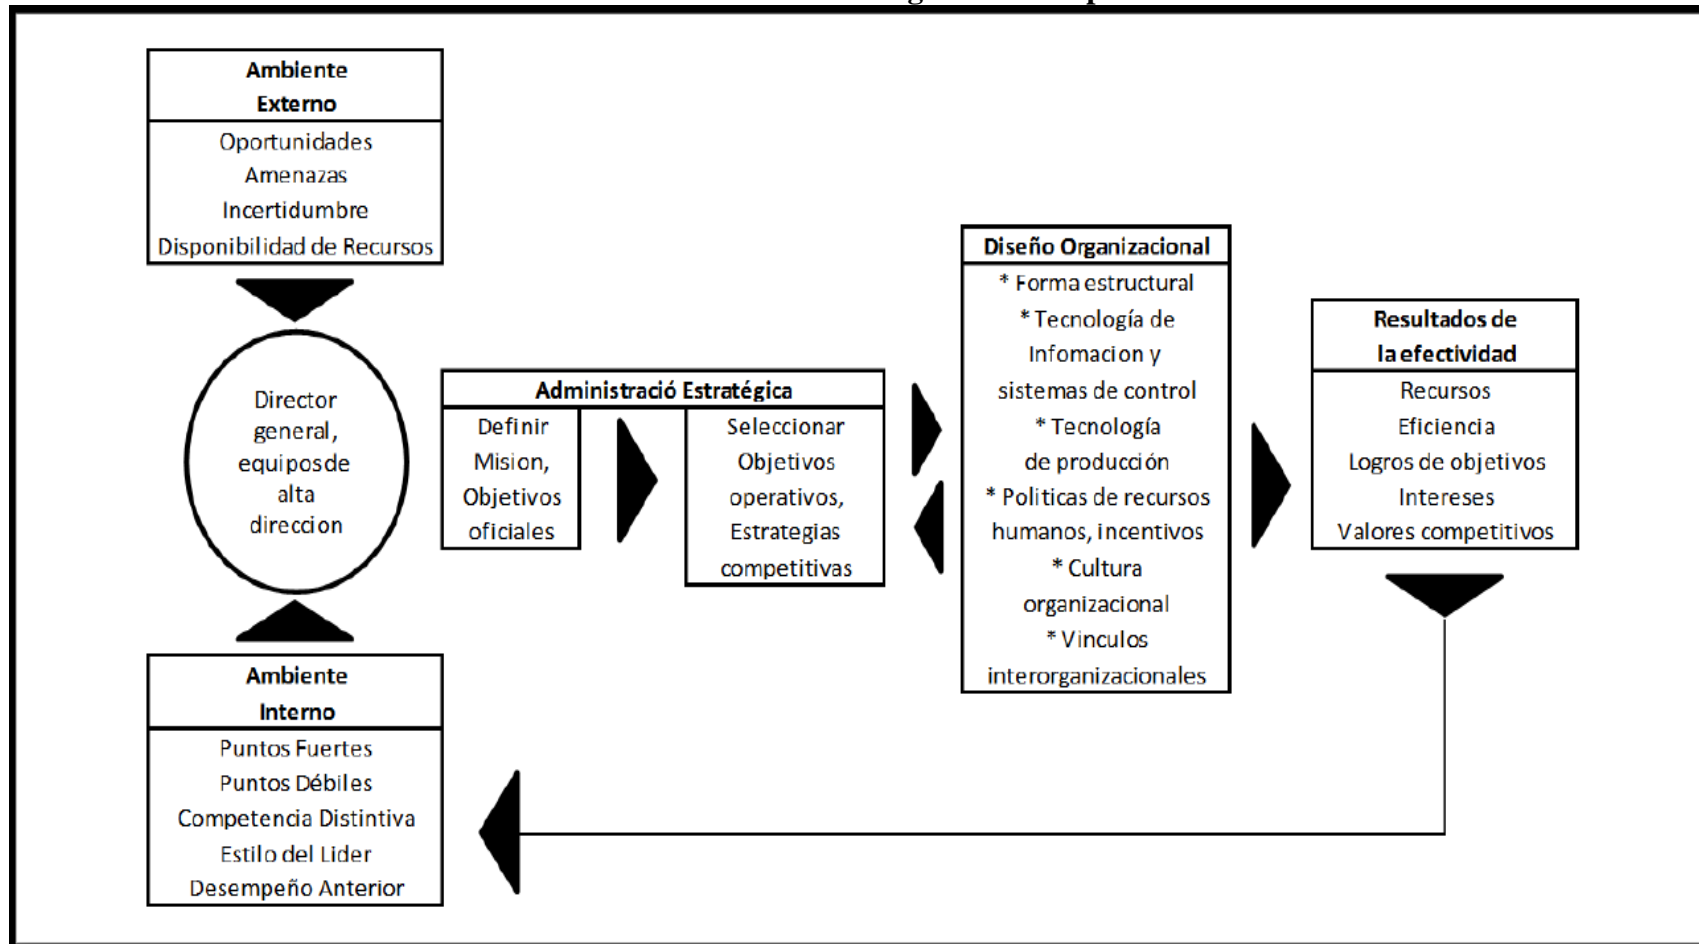 Ambiente
Externo
Oportunidades
Amenazas
Incertidumbre
Disponibilidad de Recursos
Director
general,
equipos de
alta
direccion
Ambiente
Interno
Puntos Fuertes
Puntos Débiles
Competencia Distintiva
Estilo del Lider
Desempeño Anterior
Administració Estratégica
Definir
Mision,
Objetivos
oficiales
Seleccionar
Objetivos
operativos,
Estrategias
competitivas
Diseño Organizacional
* Forma estructural
* Tecnología de
Infomacion y
sistemas de control
* Tecnología
de producción
* Politicas de recursos
humanos, incentivos
* Cultura
organizacional
* Vinculos
interorganizacionales
Resultados de
la efectividad
Recursos
Eficiencia
Logros de objetivos
Intereses
Valores competitivos